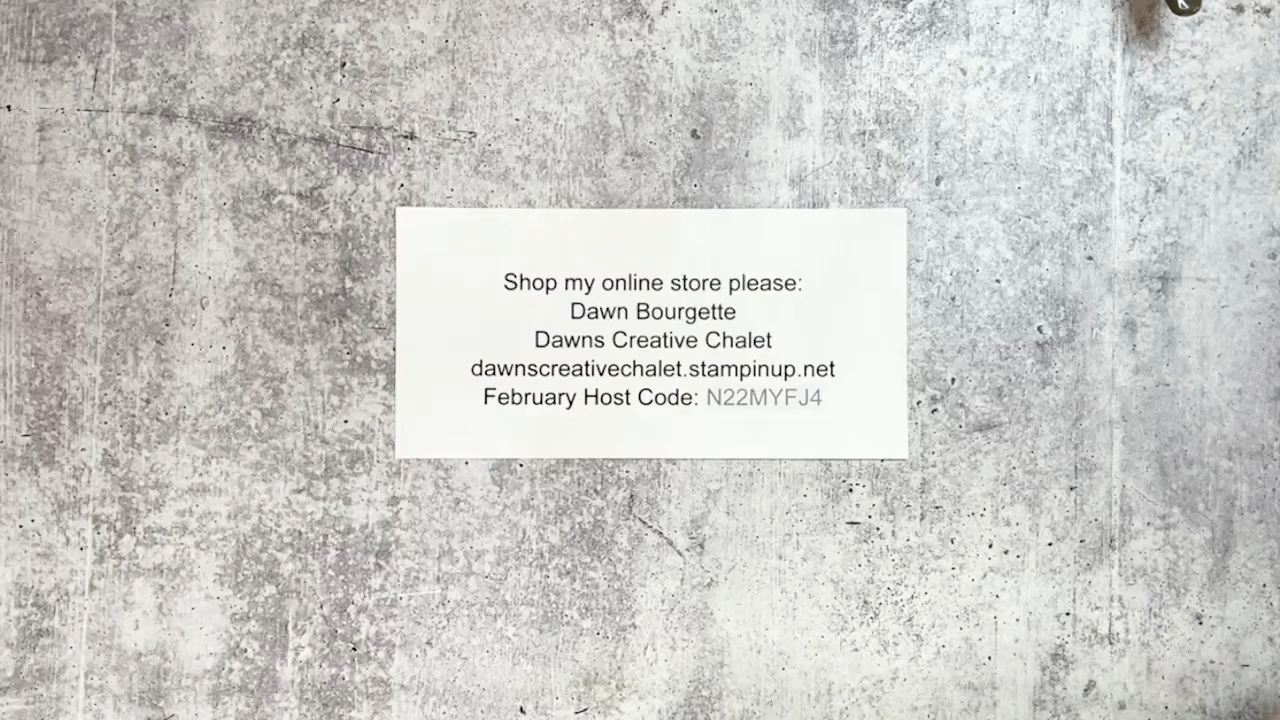 Shop my online store please:
Dawn Bourgette
Dawns Creative Chalet
dawnscreativechalet.stampinup.net
February Host Code: N22MYFJ4